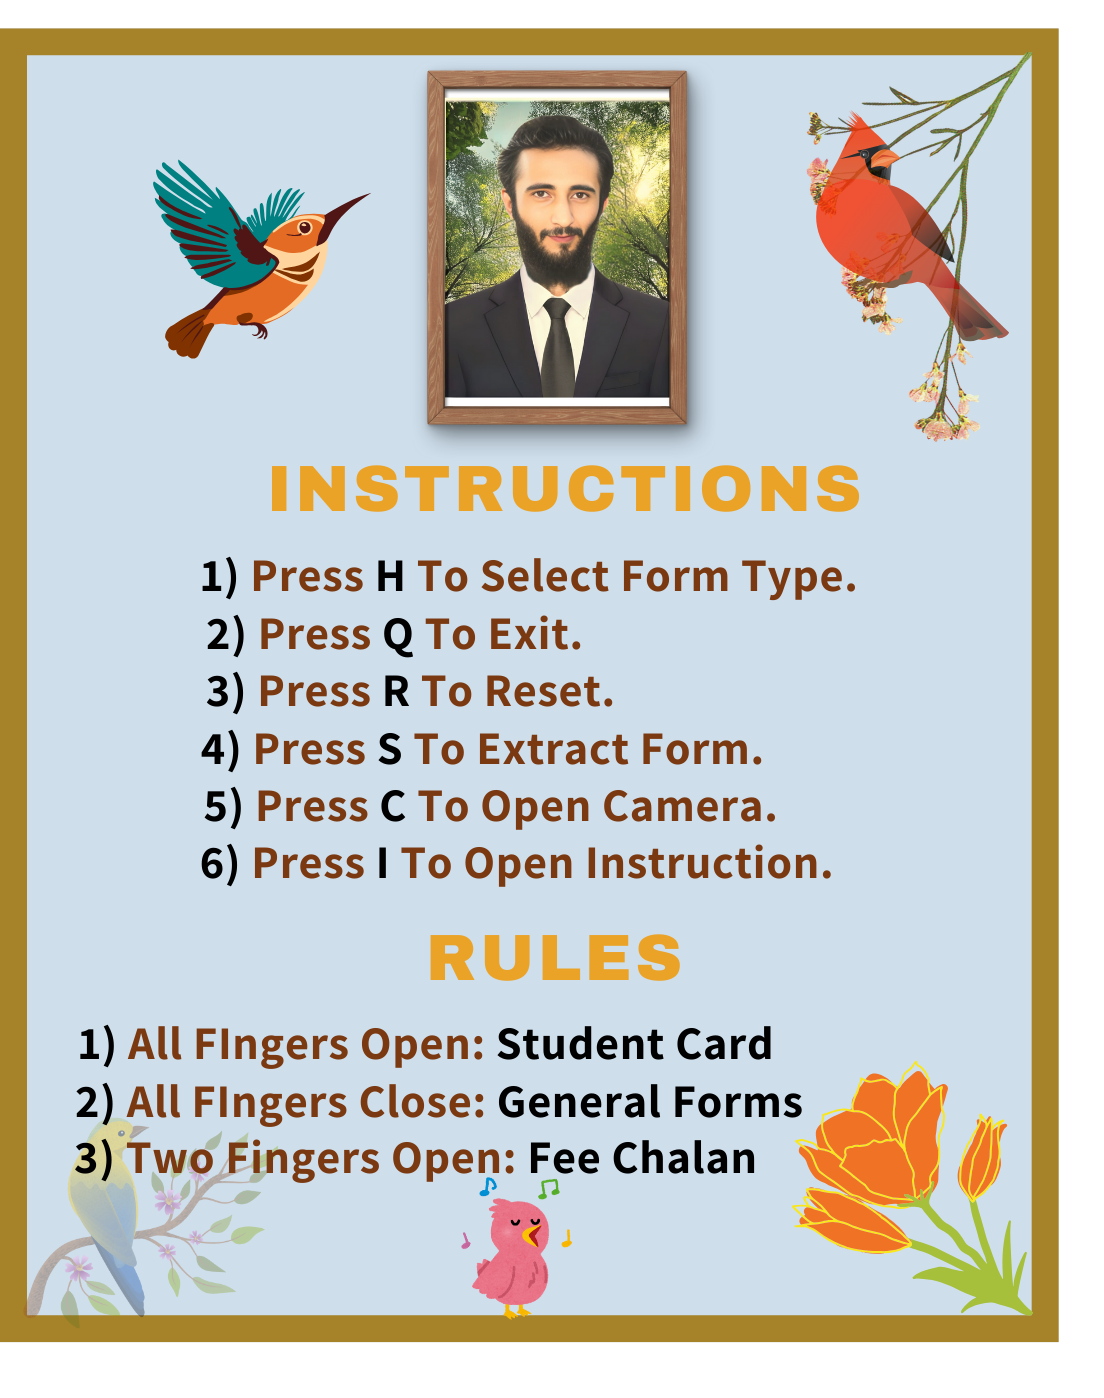 INSTRUCTIONS
1) Press H To Select Form Type.
2) Press Q To Exit.
3) Press R To Reset.
4) Press S To Extract Form.
5) Press C To Open Camera.
6) Press I To Open Instruction.
RULES
1) All FIngers Open: Student Card
2) All FIngers Close: General Forms
3) Two Fingers Open: Fee Chalan